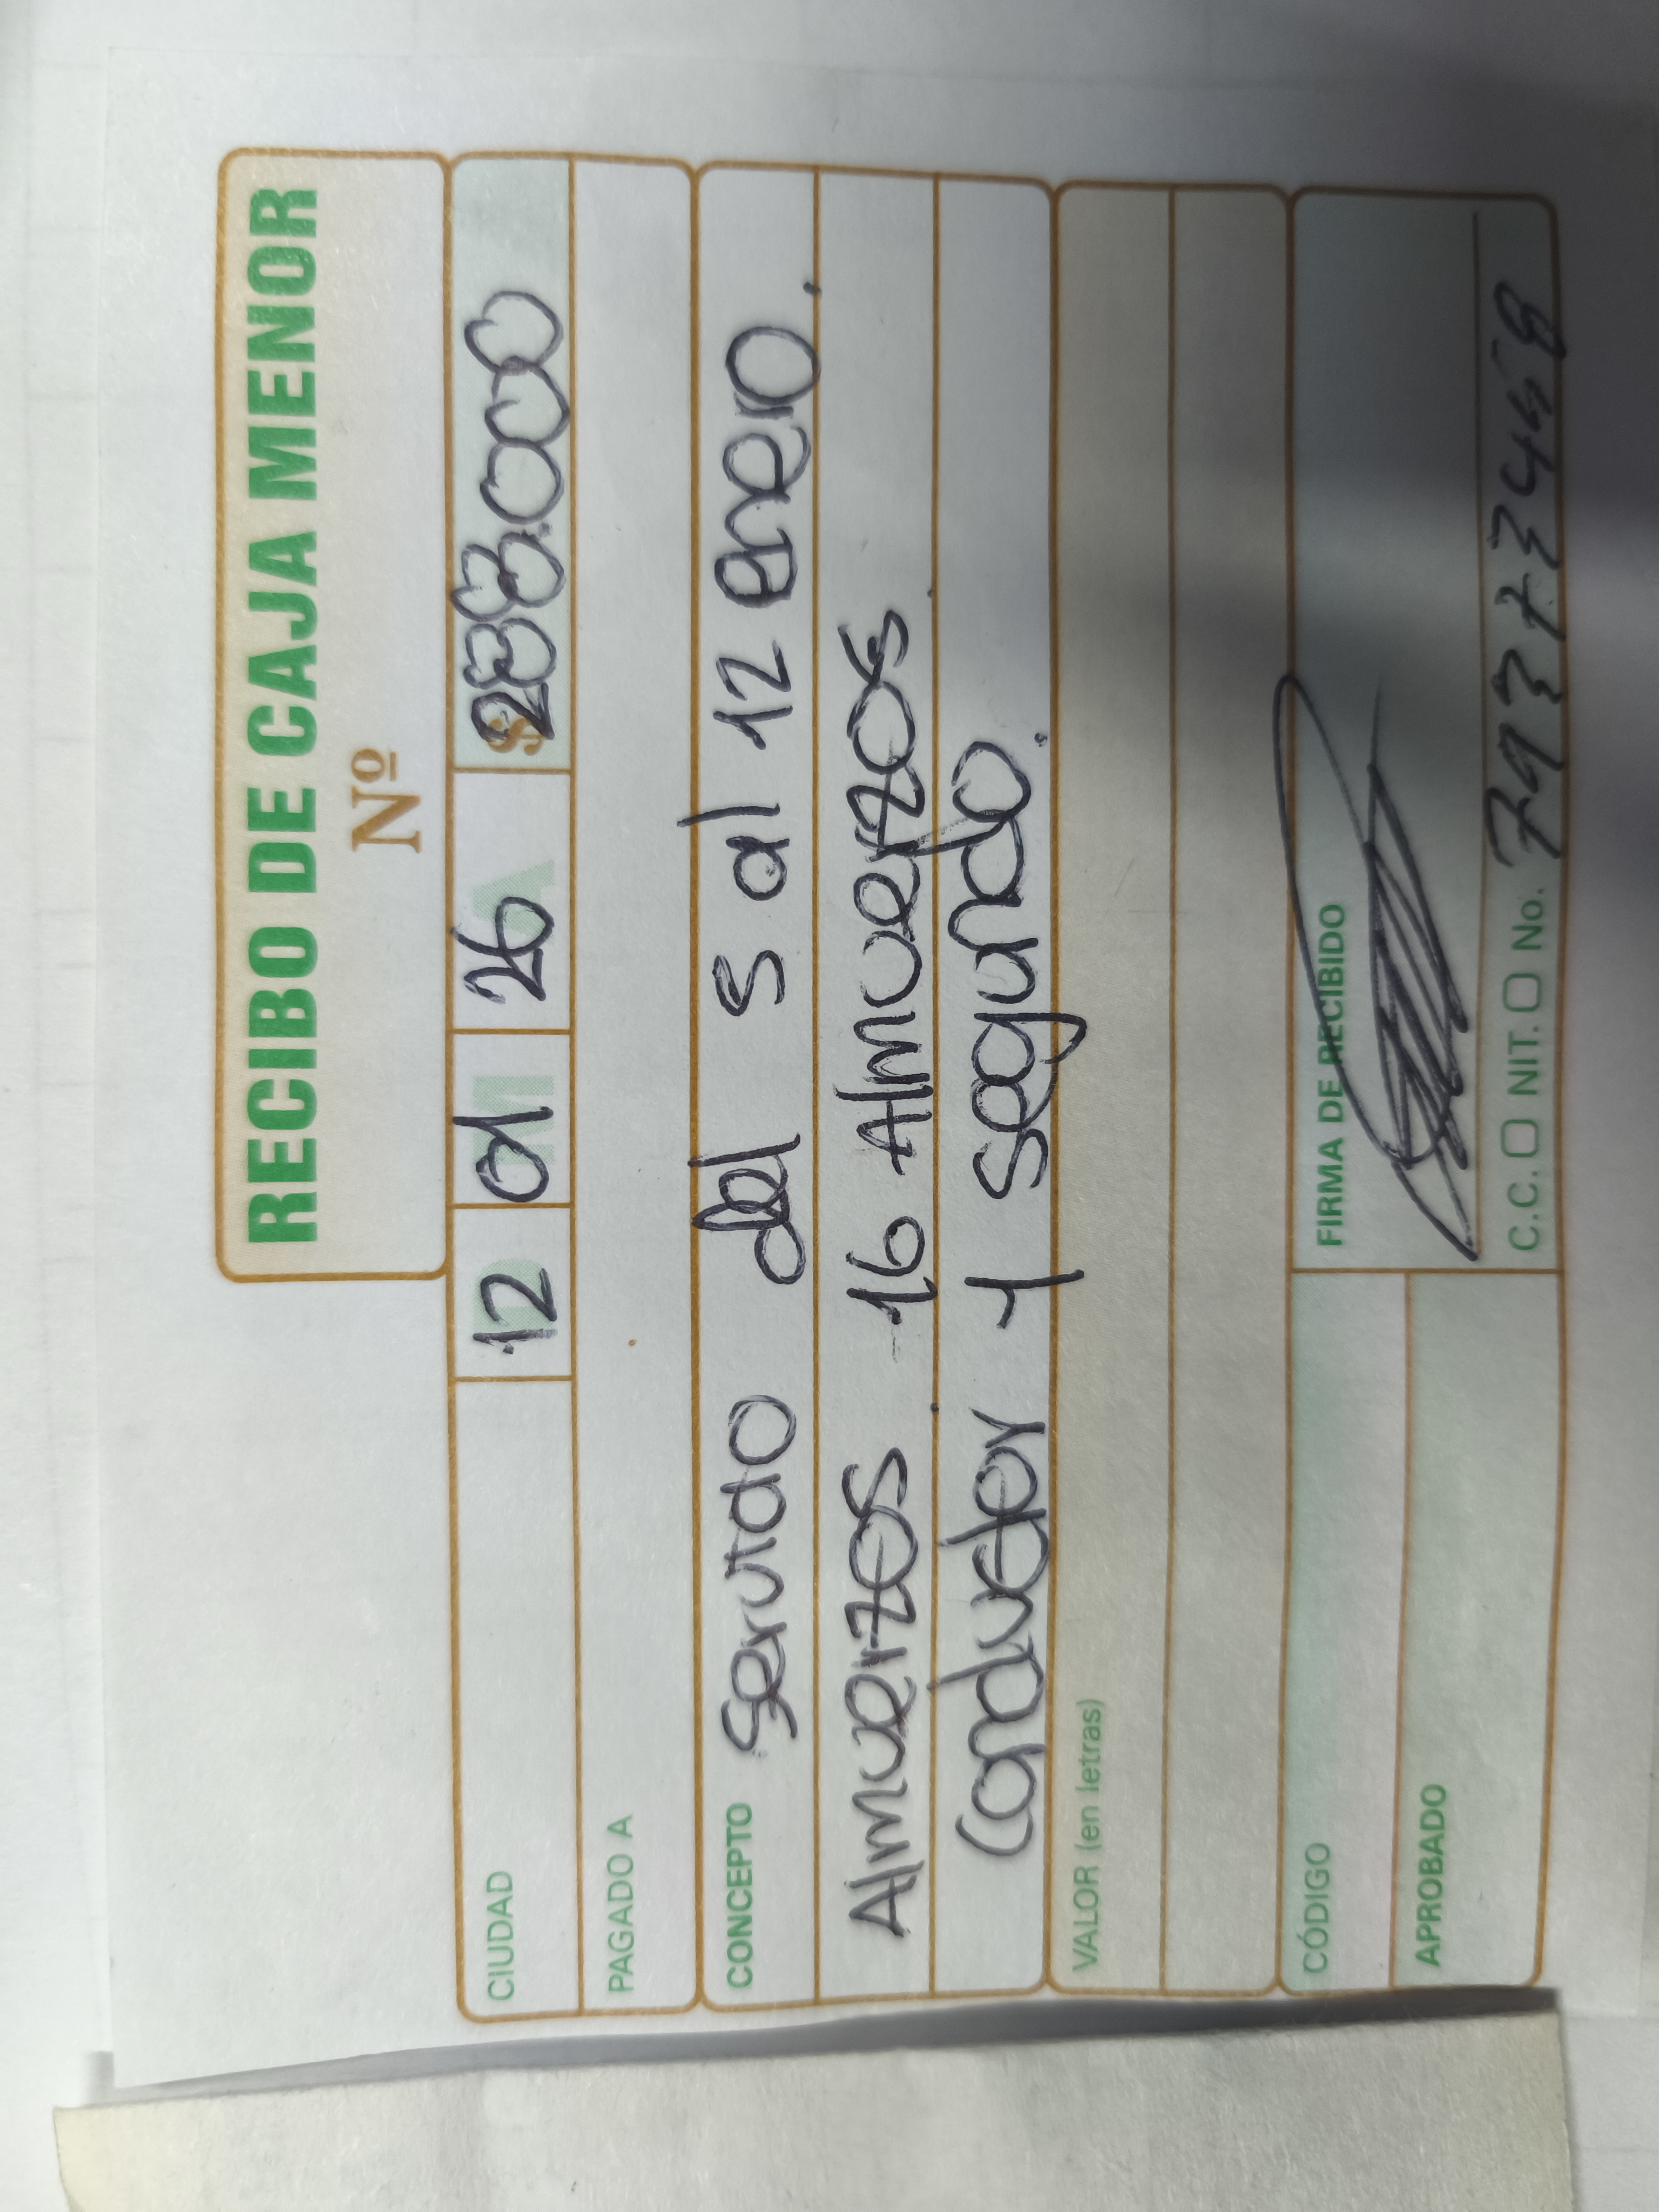 RECIBO DE CAJA MENOR
Nº
CIUDAD 12 01 26 $ 288.000
PAGADO A
CONCEPTO Servicio del 5 al 12 enero.
Almuerzos 16 Almuerzos
Conductor y segundo.
VALOR (en letras)
CÓDIGO
FIRMA DE RECIBIDO
APROBADO
C.C. NIT. No.